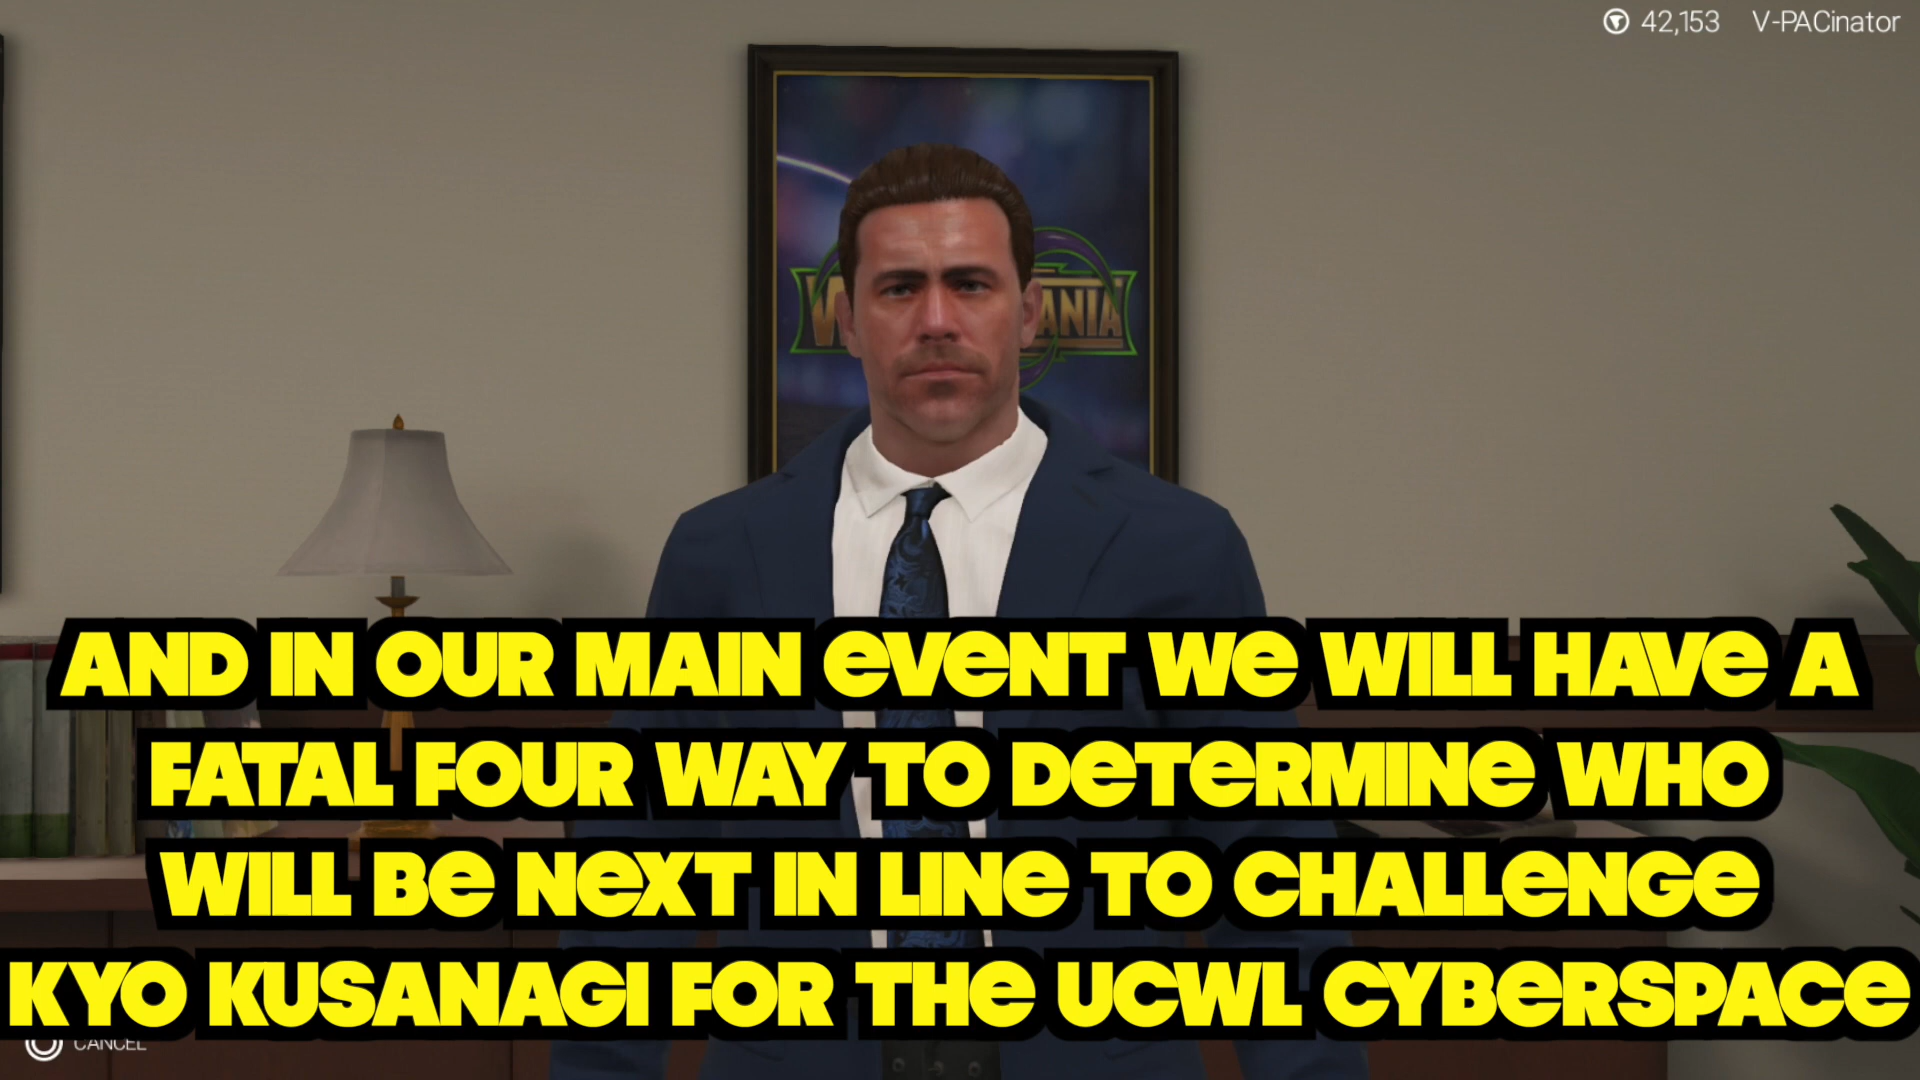 42,153 V-PACinator
W ANIA
AND IN OUR MAIN EVENT WE WILL HAVE A
FATAL FOUR WAY TO DETERMINE WHO
WILL BE NEXT IN LINE TO CHALLENGE
KYO KUSANAGI FOR THE UCWL CYBERSPACE
CANCEL